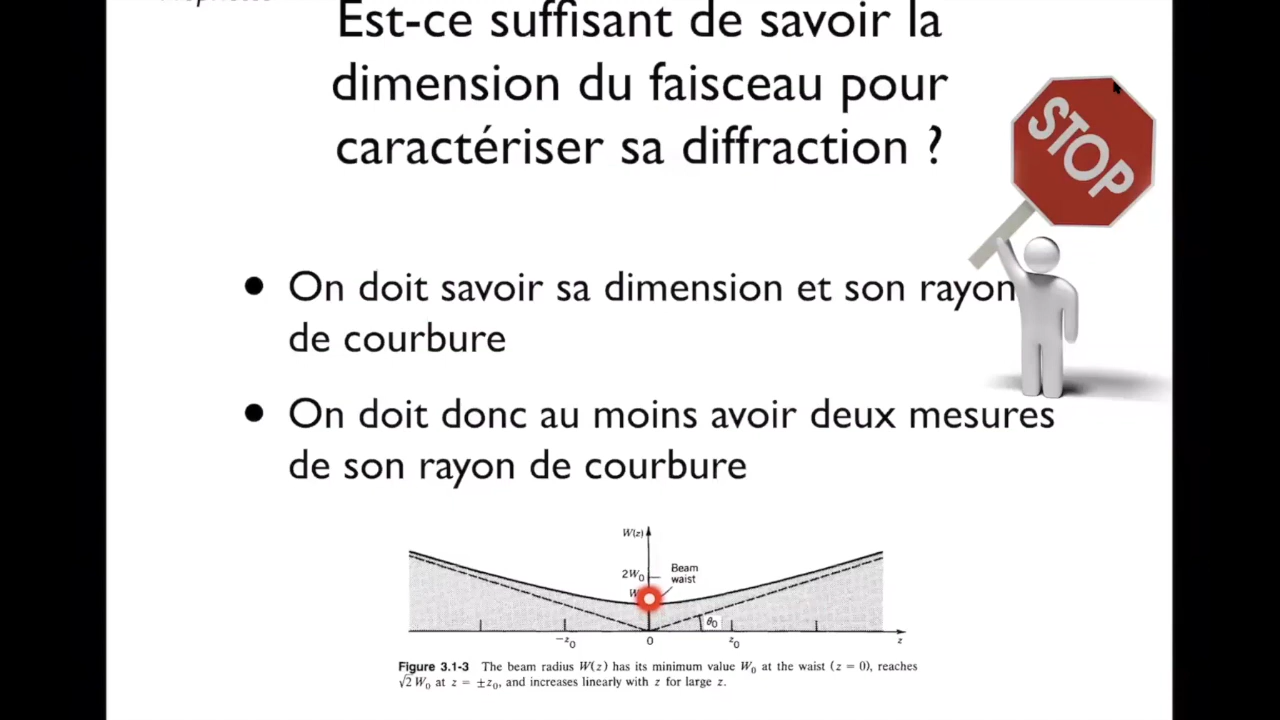 Est-ce suffisant de savoir la
dimension du faisceau pour
caractériser sa diffraction ?
STOP
• On doit savoir sa dimension et son rayon
de courbure
• On doit donc au moins avoir deux mesures
de son rayon de courbure
W(z)
2W₀
Beam
waist
W
θ₀
−z₀
0
z₀
z
Figure 3.1-3 The beam radius W(z) has its minimum value W₀ at the waist (z = 0), reaches
√2 W₀ at z = ±z₀, and increases linearly with z for large z.